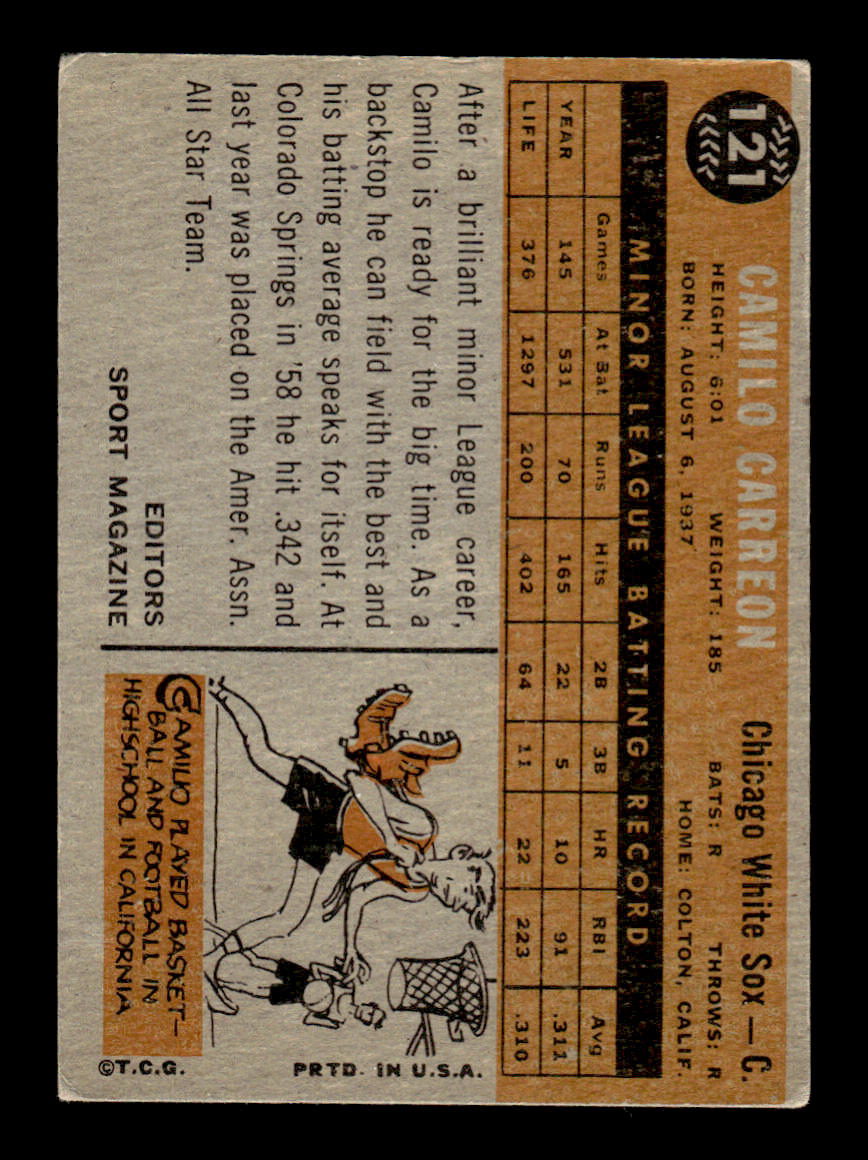 121
CAMILO CARREON
Chicago White Sox — C.
HEIGHT: 6:01 WEIGHT: 185 BATS: R THROWS: R
BORN: AUGUST 6, 1937 HOME: COLTON, CALIF.
MINOR LEAGUE BATTING RECORD
Games At Bat Runs Hits 2B 3B HR RBI Avg
YEAR 145 531 70 165 22 5 10 91 .311
LIFE 376 1297 200 402 64 11 22 223 .310
After a brilliant minor League career,
Camilo is ready for the big time. As a
backstop he can field with the best and
his batting average speaks for itself. At
Colorado Springs in '58 he hit .342 and
last year was placed on the Amer. Assn.
All Star Team.
EDITORS
SPORT MAGAZINE
CAMILIO PLAYED BASKET-
BALL AND FOOTBALL IN
HIGHSCHOOL IN CALIFORNIA
©T.C.G. PRTD. IN U.S.A.